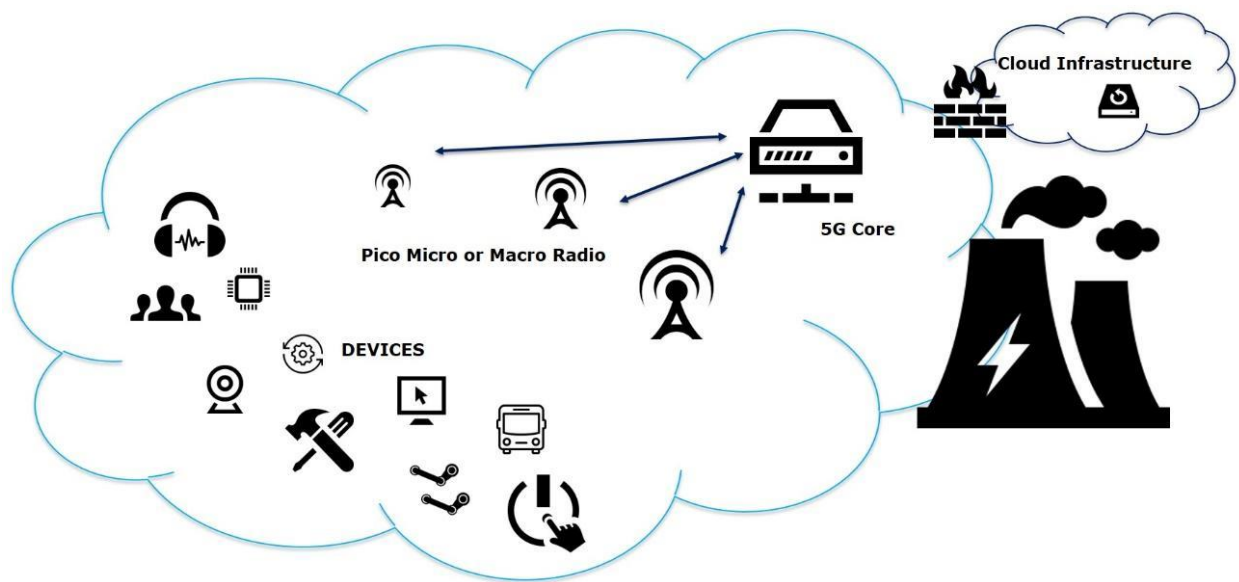 Cloud Infrastructure
5G Core
Pico Micro or Macro Radio
DEVICES